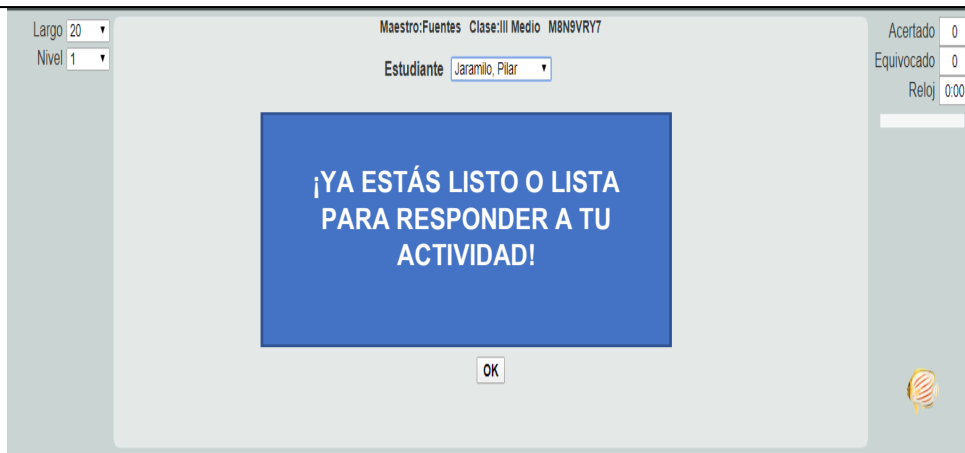 Largo 20
Nivel 1
Maestro:Fuentes Clase:III Medio M8N9VRY7
Estudiante Jaramilo, Pilar
Acertado 0
Equivocado 0
Reloj 0:00
¡YA ESTÁS LISTO O LISTA
PARA RESPONDER A TU
ACTIVIDAD!
OK